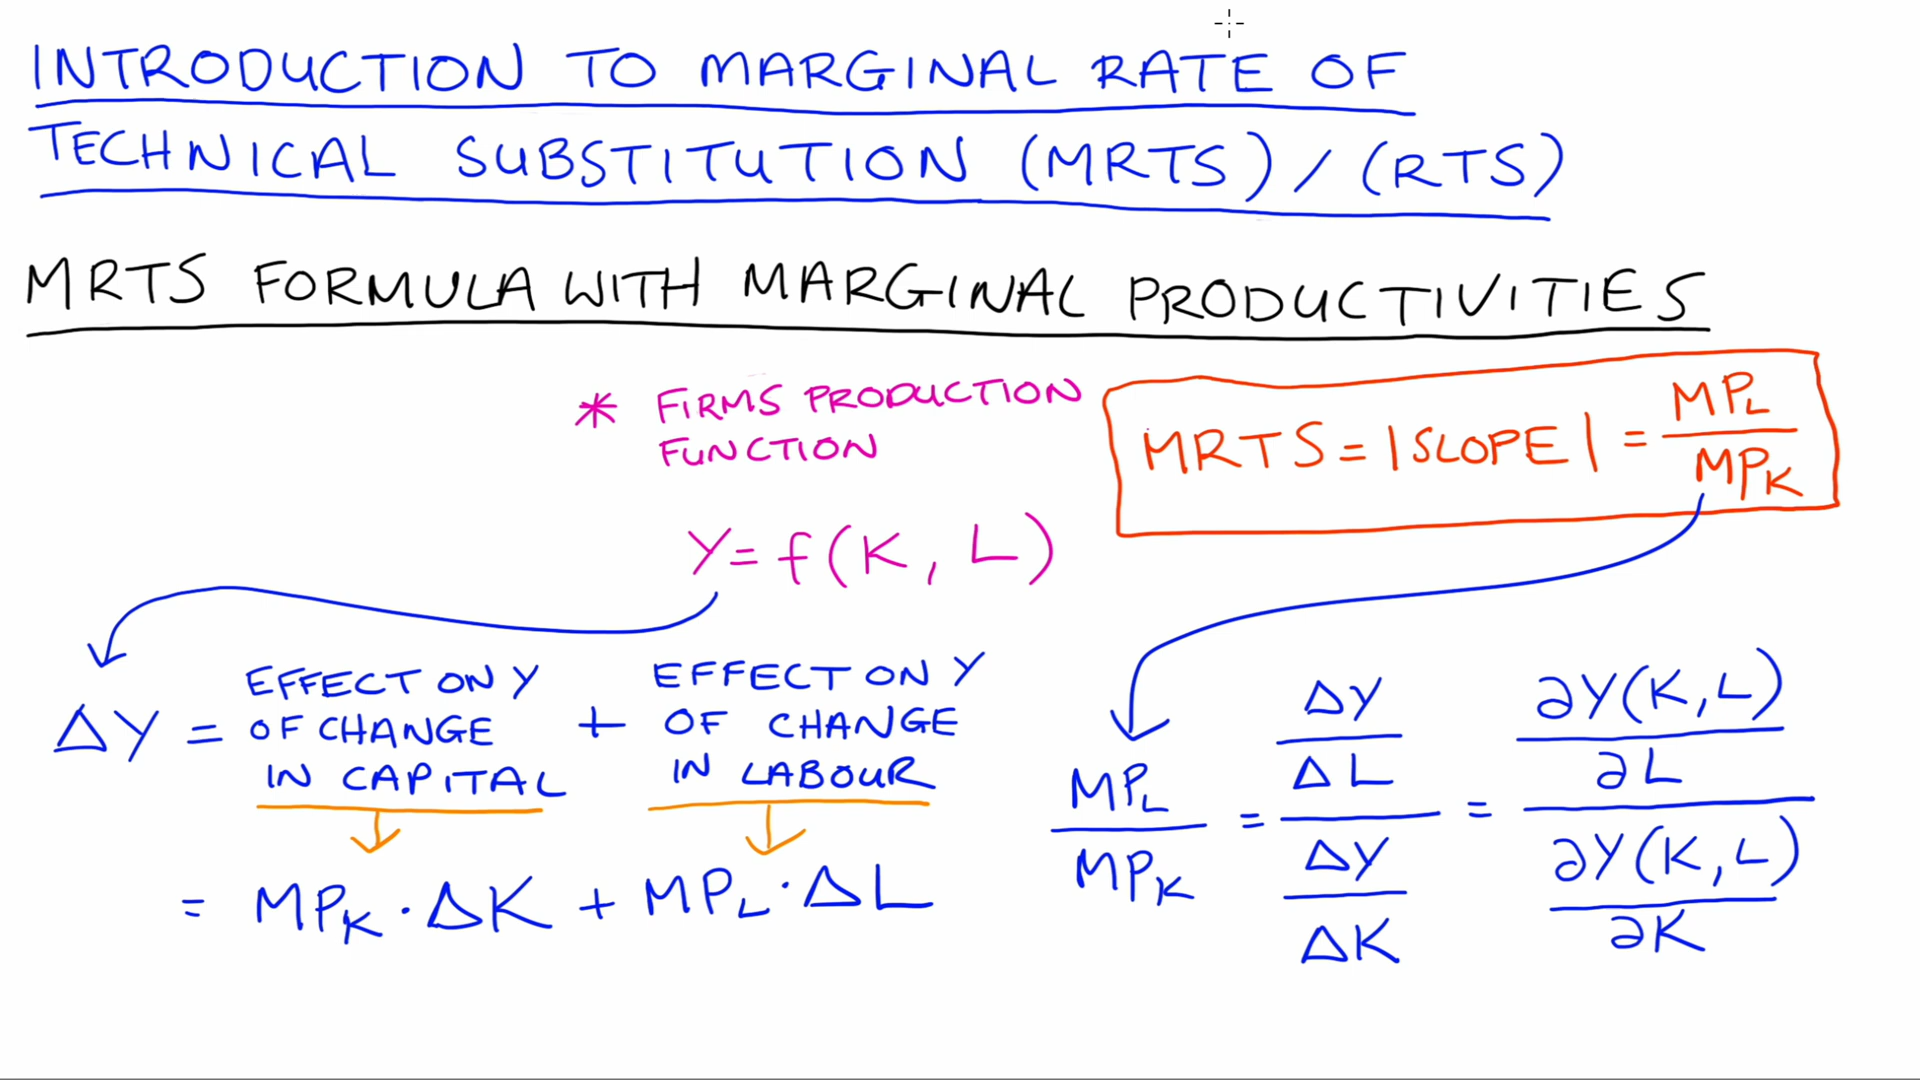 INTRODUCTION TO MARGINAL RATE OF
TECHNICAL SUBSTITUTION (MRTS) / (RTS)
MRTS FORMULA WITH MARGINAL PRODUCTIVITIES
* FIRMS PRODUCTION
FUNCTION
Y = f(K, L)
MRTS = |SLOPE| = MP_L / MP_K
ΔY = EFFECT ON Y OF CHANGE IN CAPITAL + EFFECT ON Y OF CHANGE IN LABOUR
= MP_K · ΔK + MP_L · ΔL
MP_L / MP_K = (ΔY / ΔL) / (ΔY / ΔK) = (∂Y(K,L) / ∂L) / (∂Y(K,L) / ∂K)